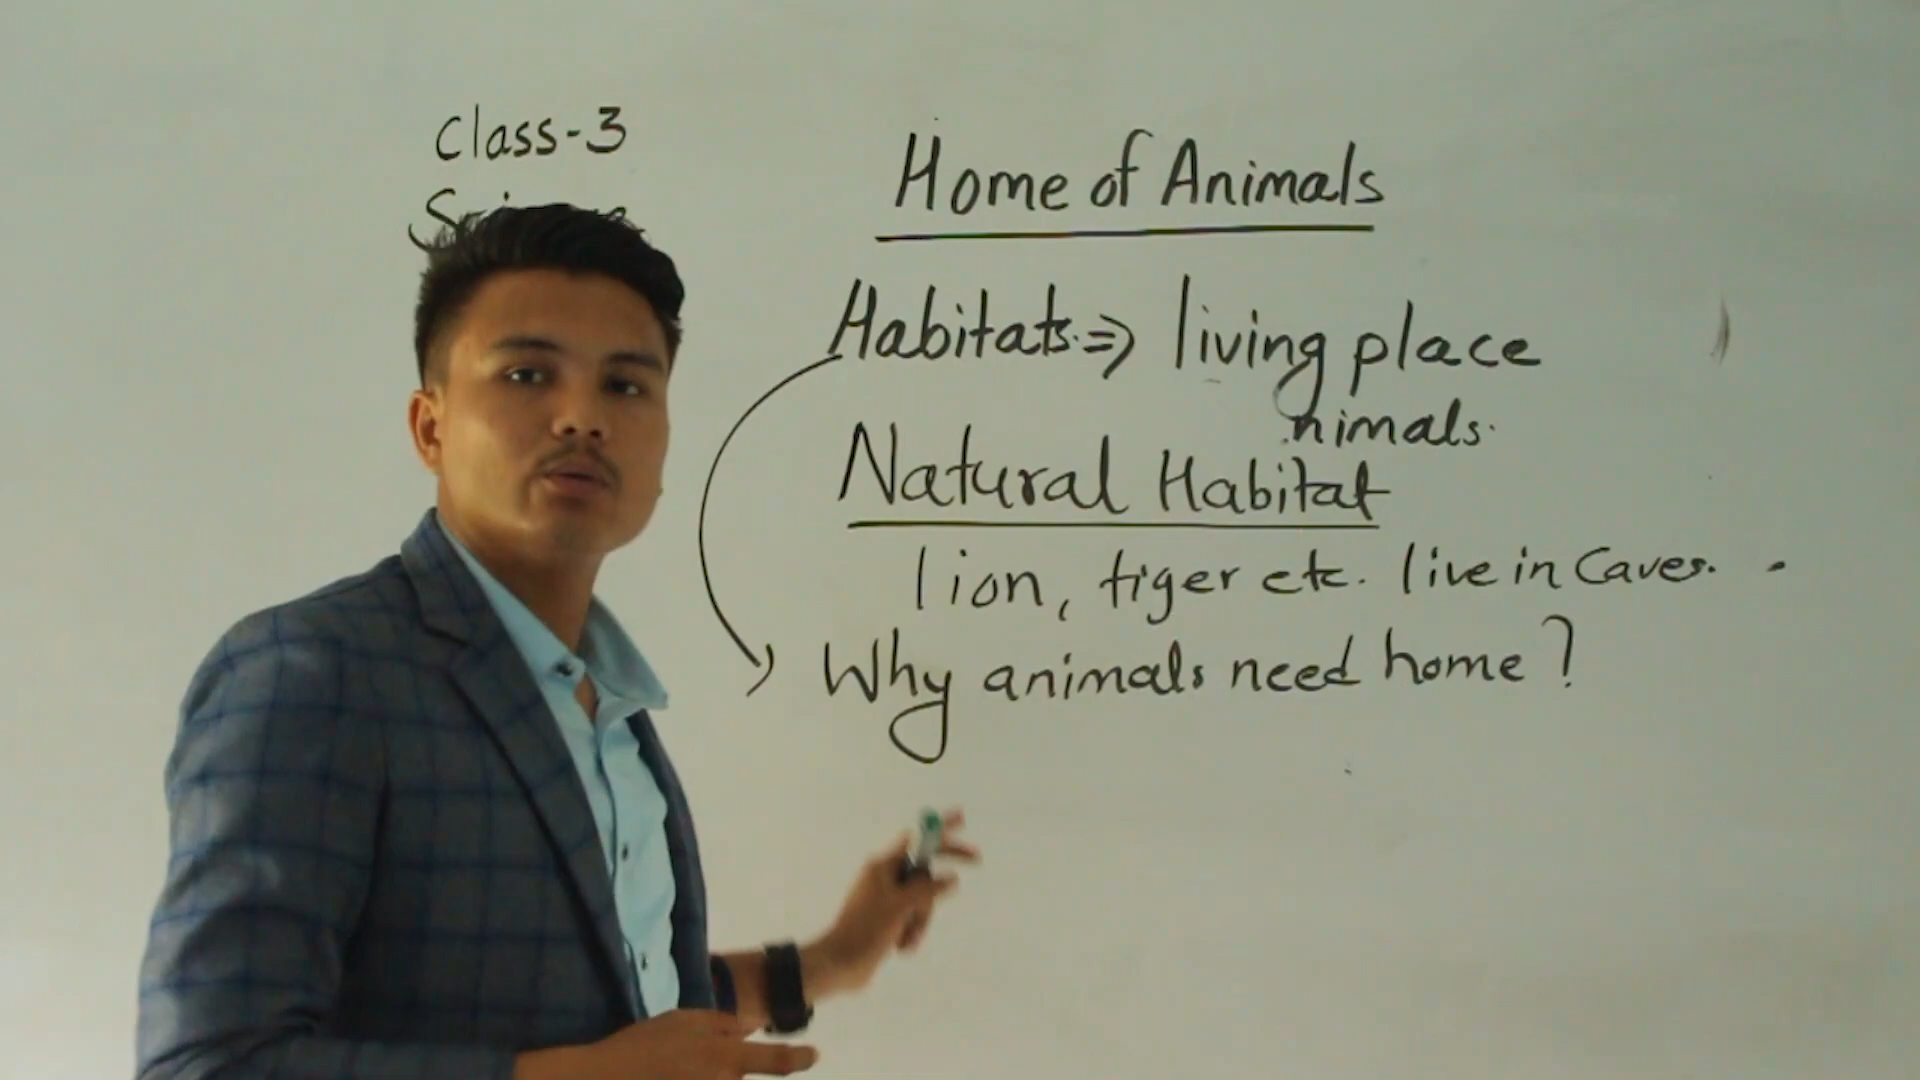 Class-3
Home of Animals
Habitats. ⇒ living place
nimals.
Natural Habitat
lion, tiger etc. live in Caves.
Why animals need home?